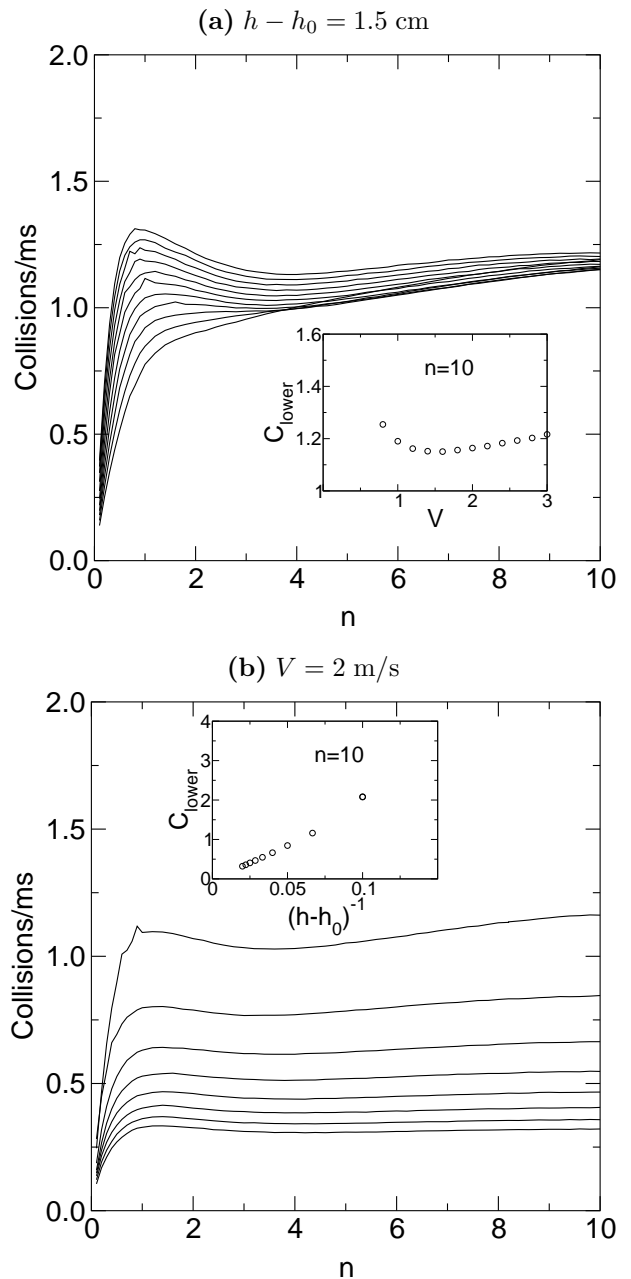 (a) h − h₀ = 1.5 cm
2.0
1.5
1.0
0.5
0.0
Collisions/ms
0 2 4 6 8 10
n
1.6
1.4
1.2
1
C_lower
n=10
1 2 3
V
(b) V = 2 m/s
2.0
1.5
1.0
0.5
0.0
Collisions/ms
0 2 4 6 8 10
n
4
3
2
1
0
C_lower
n=10
0 0.05 0.1
(h-h₀)⁻¹